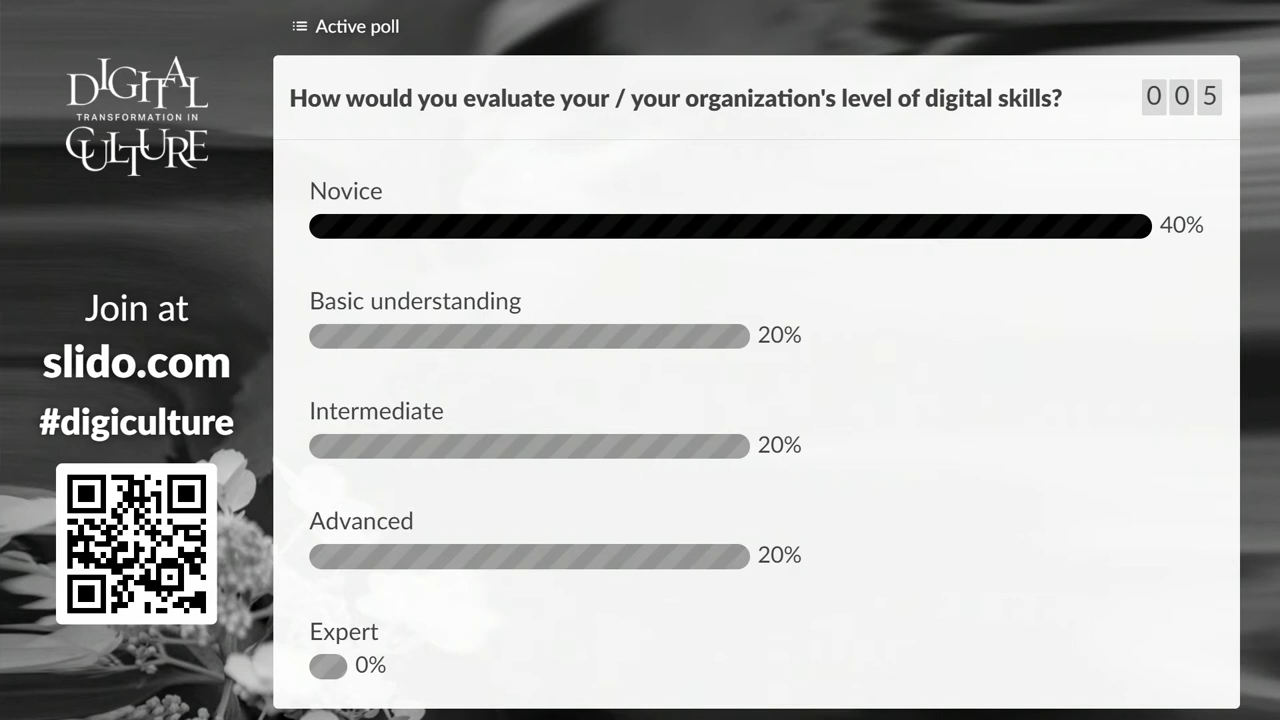 Active poll
DIGITAL
TRANSFORMATION IN
CULTURE
How would you evaluate your / your organization's level of digital skills?
005
Novice
40%
Basic understanding
20%
Intermediate
20%
Advanced
20%
Expert
0%
Join at
slido.com
#digiculture